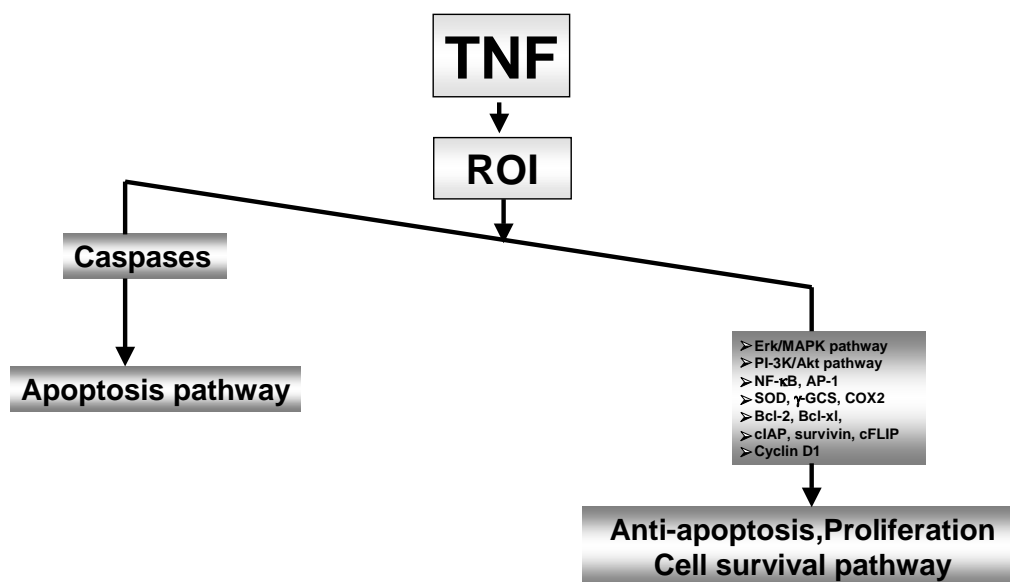 TNF
ROI
Caspases
Apoptosis pathway
➢Erk/MAPK pathway
➢PI-3K/Akt pathway
➢NF-κB, AP-1
➢SOD, γ-GCS, COX2
➢Bcl-2, Bcl-xl,
➢cIAP, survivin, cFLIP
➢Cyclin D1
Anti-apoptosis,Proliferation
Cell survival pathway